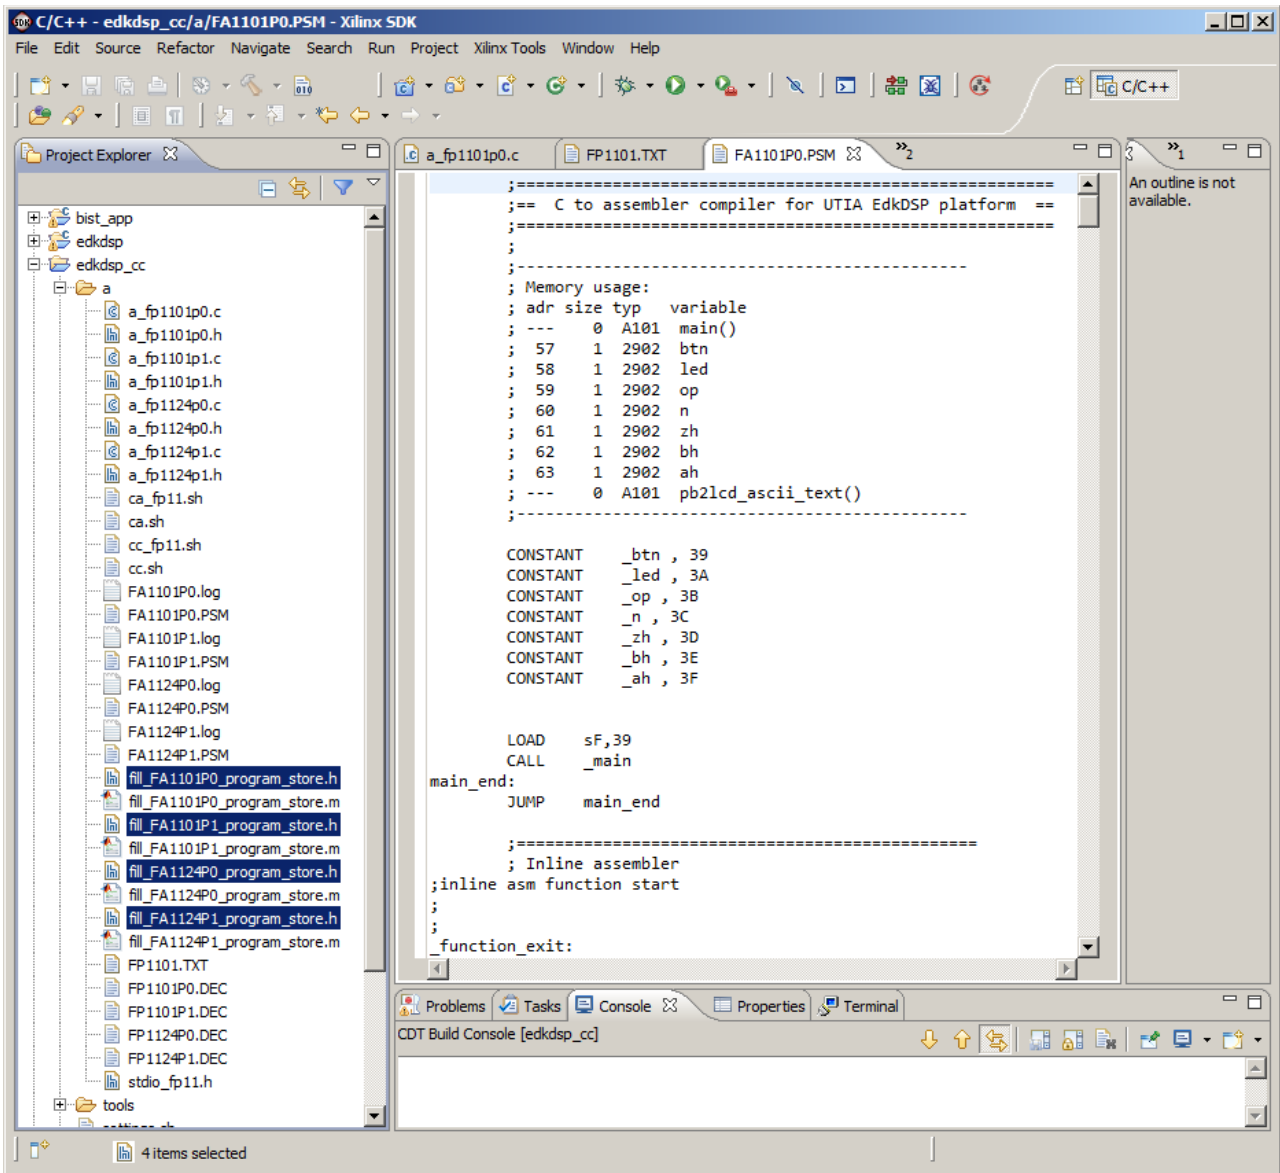 C/C++ - edkdsp_cc/a/FA1101P0.PSM - Xilinx SDK
File Edit Source Refactor Navigate Search Run Project Xilinx Tools Window Help
C/C++
Project Explorer
bist_app
edkdsp
edkdsp_cc
a
a_fp1101p0.c
a_fp1101p0.h
a_fp1101p1.c
a_fp1101p1.h
a_fp1124p0.c
a_fp1124p0.h
a_fp1124p1.c
a_fp1124p1.h
ca_fp11.sh
ca.sh
cc_fp11.sh
cc.sh
FA1101P0.log
FA1101P0.PSM
FA1101P1.log
FA1101P1.PSM
FA1124P0.log
FA1124P0.PSM
FA1124P1.log
FA1124P1.PSM
fill_FA1101P0_program_store.h
fill_FA1101P0_program_store.m
fill_FA1101P1_program_store.h
fill_FA1101P1_program_store.m
fill_FA1124P0_program_store.h
fill_FA1124P0_program_store.m
fill_FA1124P1_program_store.h
fill_FA1124P1_program_store.m
FP1101.TXT
FP1101P0.DEC
FP1101P1.DEC
FP1124P0.DEC
FP1124P1.DEC
stdio_fp11.h
tools
a_fp1101p0.c FP1101.TXT FA1101P0.PSM »2
;========================================================
;== C to assembler compiler for UTIA EdkDSP platform ==
;========================================================
;
;-----------------------------------------------
; Memory usage:
; adr size typ variable
; --- 0 A101 main()
; 57 1 2902 btn
; 58 1 2902 led
; 59 1 2902 op
; 60 1 2902 n
; 61 1 2902 zh
; 62 1 2902 bh
; 63 1 2902 ah
; --- 0 A101 pb2lcd_ascii_text()
;-----------------------------------------------
CONSTANT _btn , 39
CONSTANT _led , 3A
CONSTANT _op , 3B
CONSTANT _n , 3C
CONSTANT _zh , 3D
CONSTANT _bh , 3E
CONSTANT _ah , 3F
LOAD sF,39
CALL _main
main_end:
JUMP main_end
;================================================
; Inline assembler
;inline asm function start
;
;
_function_exit:
»1
An outline is not
available.
Problems Tasks Console Properties Terminal
CDT Build Console [edkdsp_cc]
4 items selected